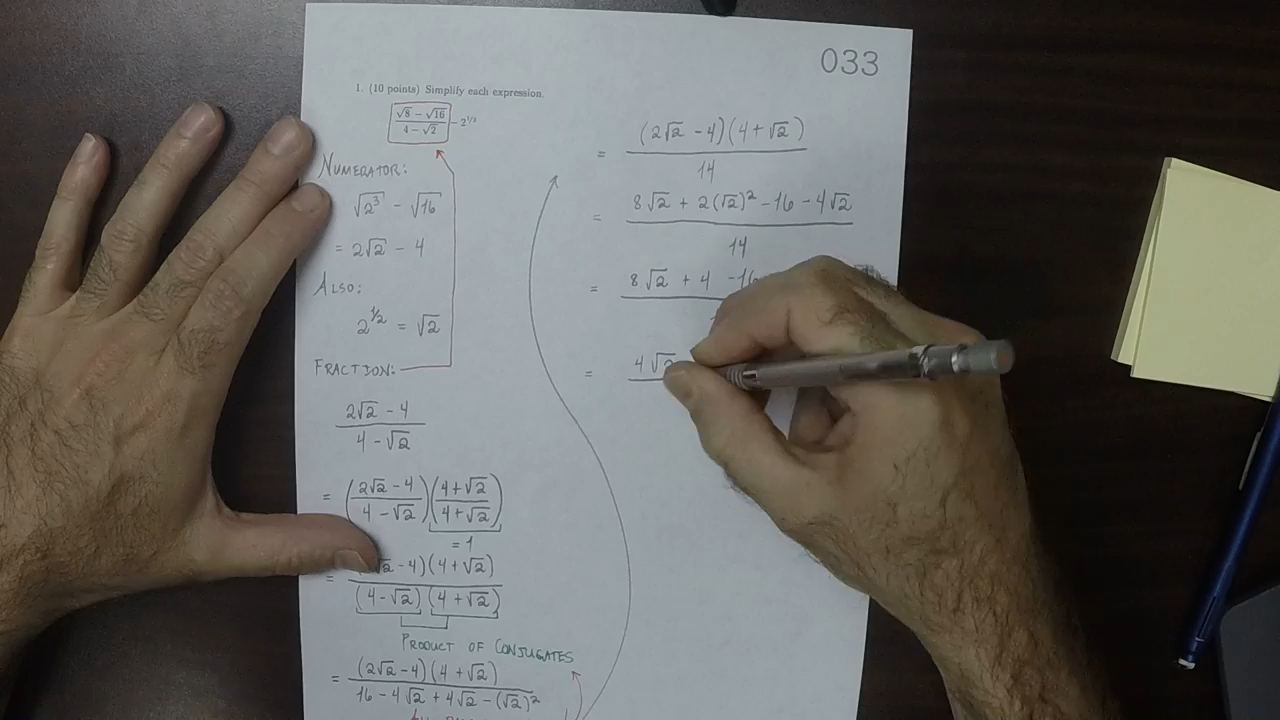 033
1. (10 points) Simplify each expression.
(√8 − √16)/(4 − √2) − 2^{1/2}
NUMERATOR:
√2³ − √16
= 2√2 − 4
ALSO:
2^{1/2} = √2
FRACTION:
(2√2 − 4)/(4 − √2)
= ((2√2 − 4)/(4 − √2))((4 + √2)/(4 + √2))
= 1
= (√2 − 4)(4 + √2)
(4 − √2)(4 + √2)
PRODUCT OF CONJUGATES
= (2√2 − 4)(4 + √2)
16 − 4√2 + 4√2 − (√2)²
= (2√2 − 4)(4 + √2)
14
= 8√2 + 2(√2)² − 16 − 4√2
14
= 8√2 + 4 − 16
= 4√2